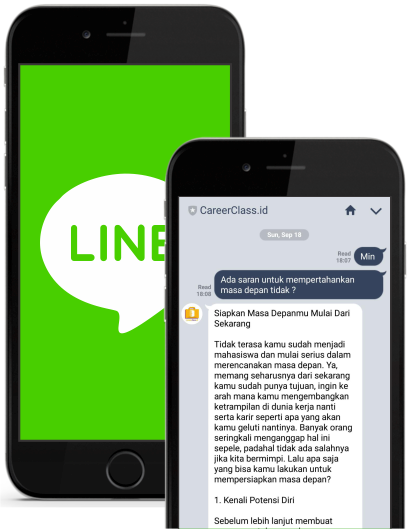 LINE
CareerClass.id
Sun, Sep 18
Read
18:07
Min
Read
18:08
Ada saran untuk mempertahankan
masa depan tidak ?
Siapkan Masa Depanmu Mulai Dari
Sekarang
Tidak terasa kamu sudah menjadi
mahasiswa dan mulai serius dalam
merencanakan masa depan. Ya,
memang seharusnya dari sekarang
kamu sudah punya tujuan, ingin ke
arah mana kamu mengembangkan
ketrampilan di dunia kerja nanti
serta karir seperti apa yang akan
kamu geluti nantinya. Banyak orang
seringkali menganggap hal ini
sepele, padahal tidak ada salahnya
jika kita bermimpi. Lalu apa saja
yang bisa kamu lakukan untuk
mempersiapkan masa depan?
1. Kenali Potensi Diri
Sebelum lebih lanjut membuat